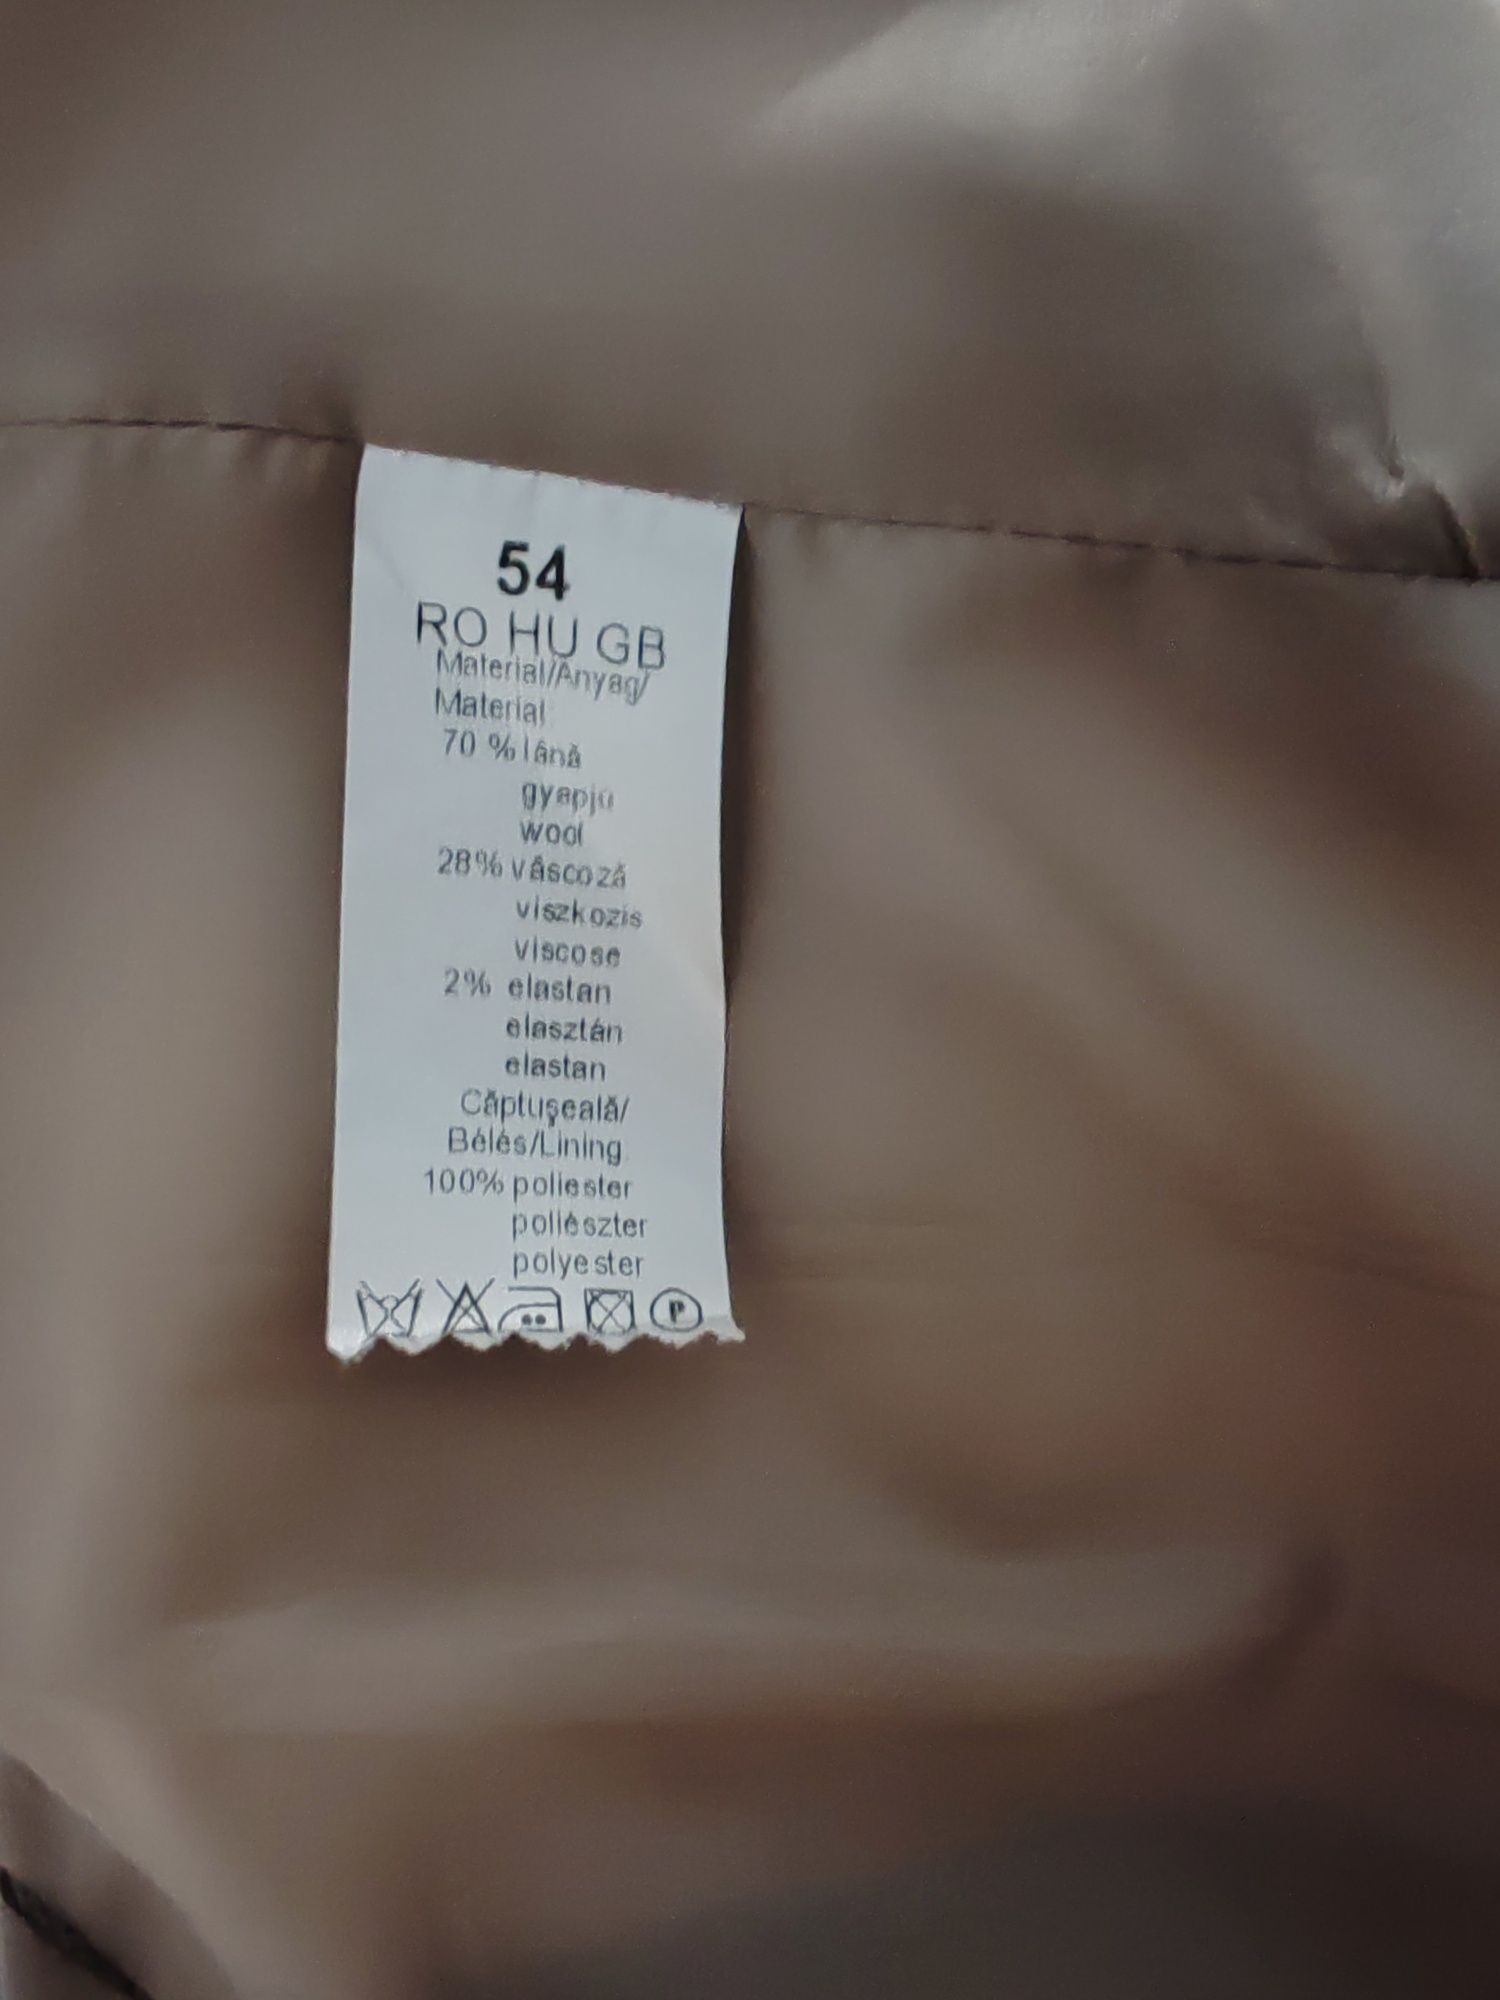 54
RO HU GB
Material/Anyag/
Material
70 % lână
gyapjú
wool
28% vâscoză
viszkózis
viscose
2% elastan
elasztán
elastan
Căptuşeală/
Bélés/Lining
100% poliester
poliészter
polyester
P